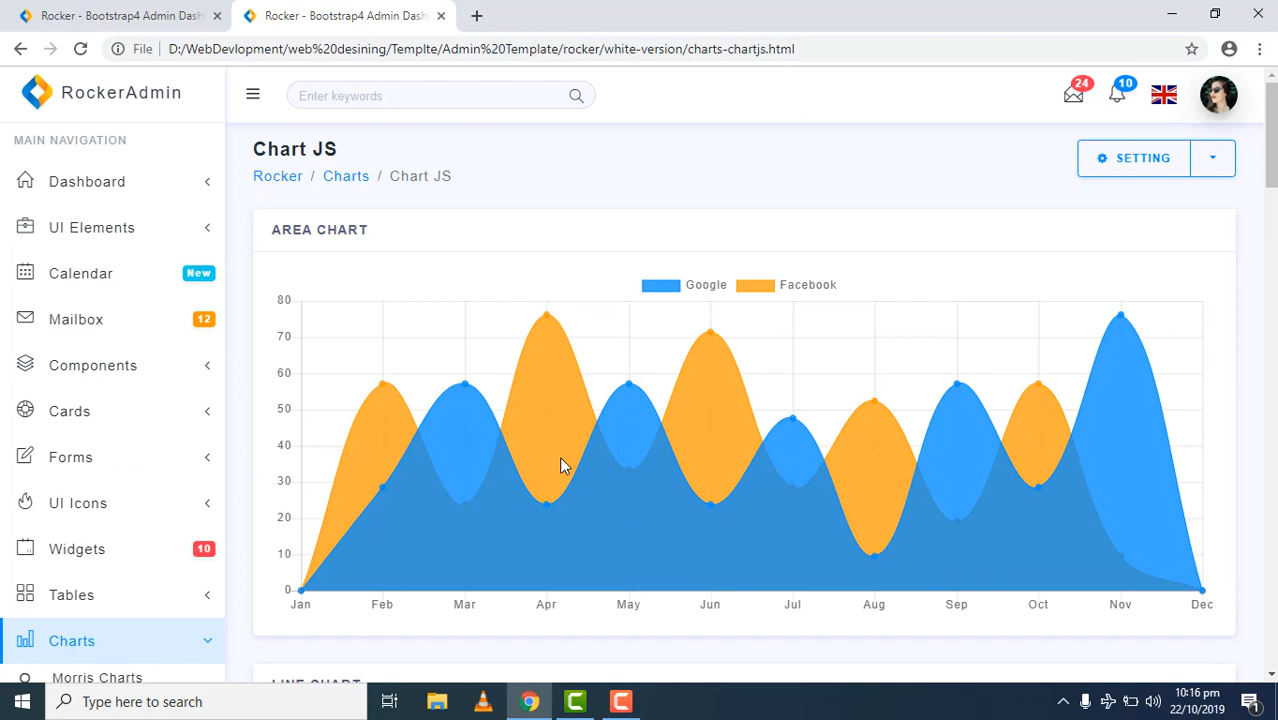 Rocker - Bootstrap4 Admin Dash
Rocker - Bootstrap4 Admin Dash
File
D:/WebDevlopment/web%20desining/Templte/Admin%20Template/rocker/white-version/charts-chartjs.html
RockerAdmin
Enter keywords
24
10
MAIN NAVIGATION
Dashboard
UI Elements
Calendar
New
Mailbox
12
Components
Cards
Forms
UI Icons
Widgets
10
Tables
Charts
Morris Charts
Chart JS
Rocker / Charts / Chart JS
SETTING
AREA CHART
Google
Facebook
80
70
60
50
40
30
20
10
0
Jan Feb Mar Apr May Jun Jul Aug Sep Oct Nov Dec
LINE CHART
Type here to search
10:16 pm
22/10/2019
1